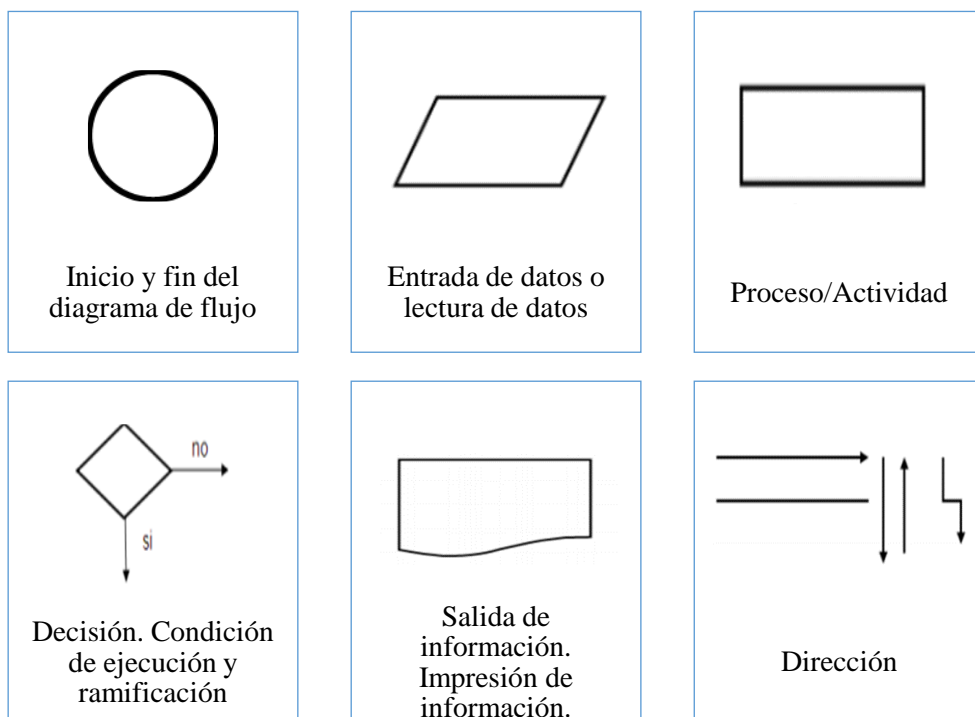 Inicio y fin del
diagrama de flujo
Entrada de datos o
lectura de datos
Proceso/Actividad
no
si
Decisión. Condición
de ejecución y
ramificación
Salida de
información.
Impresión de
información.
Dirección